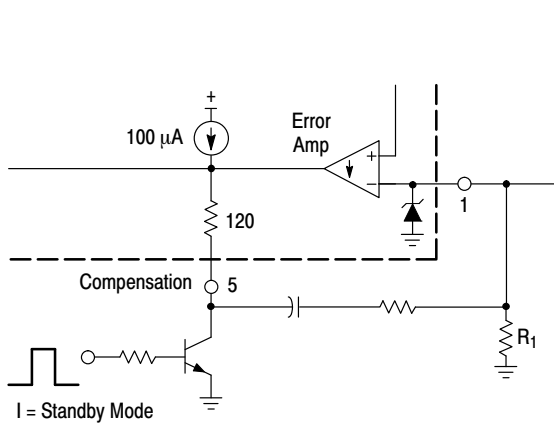 +
100 μA
Error
Amp
+
−
1
120
Compensation
5
R1
I = Standby Mode